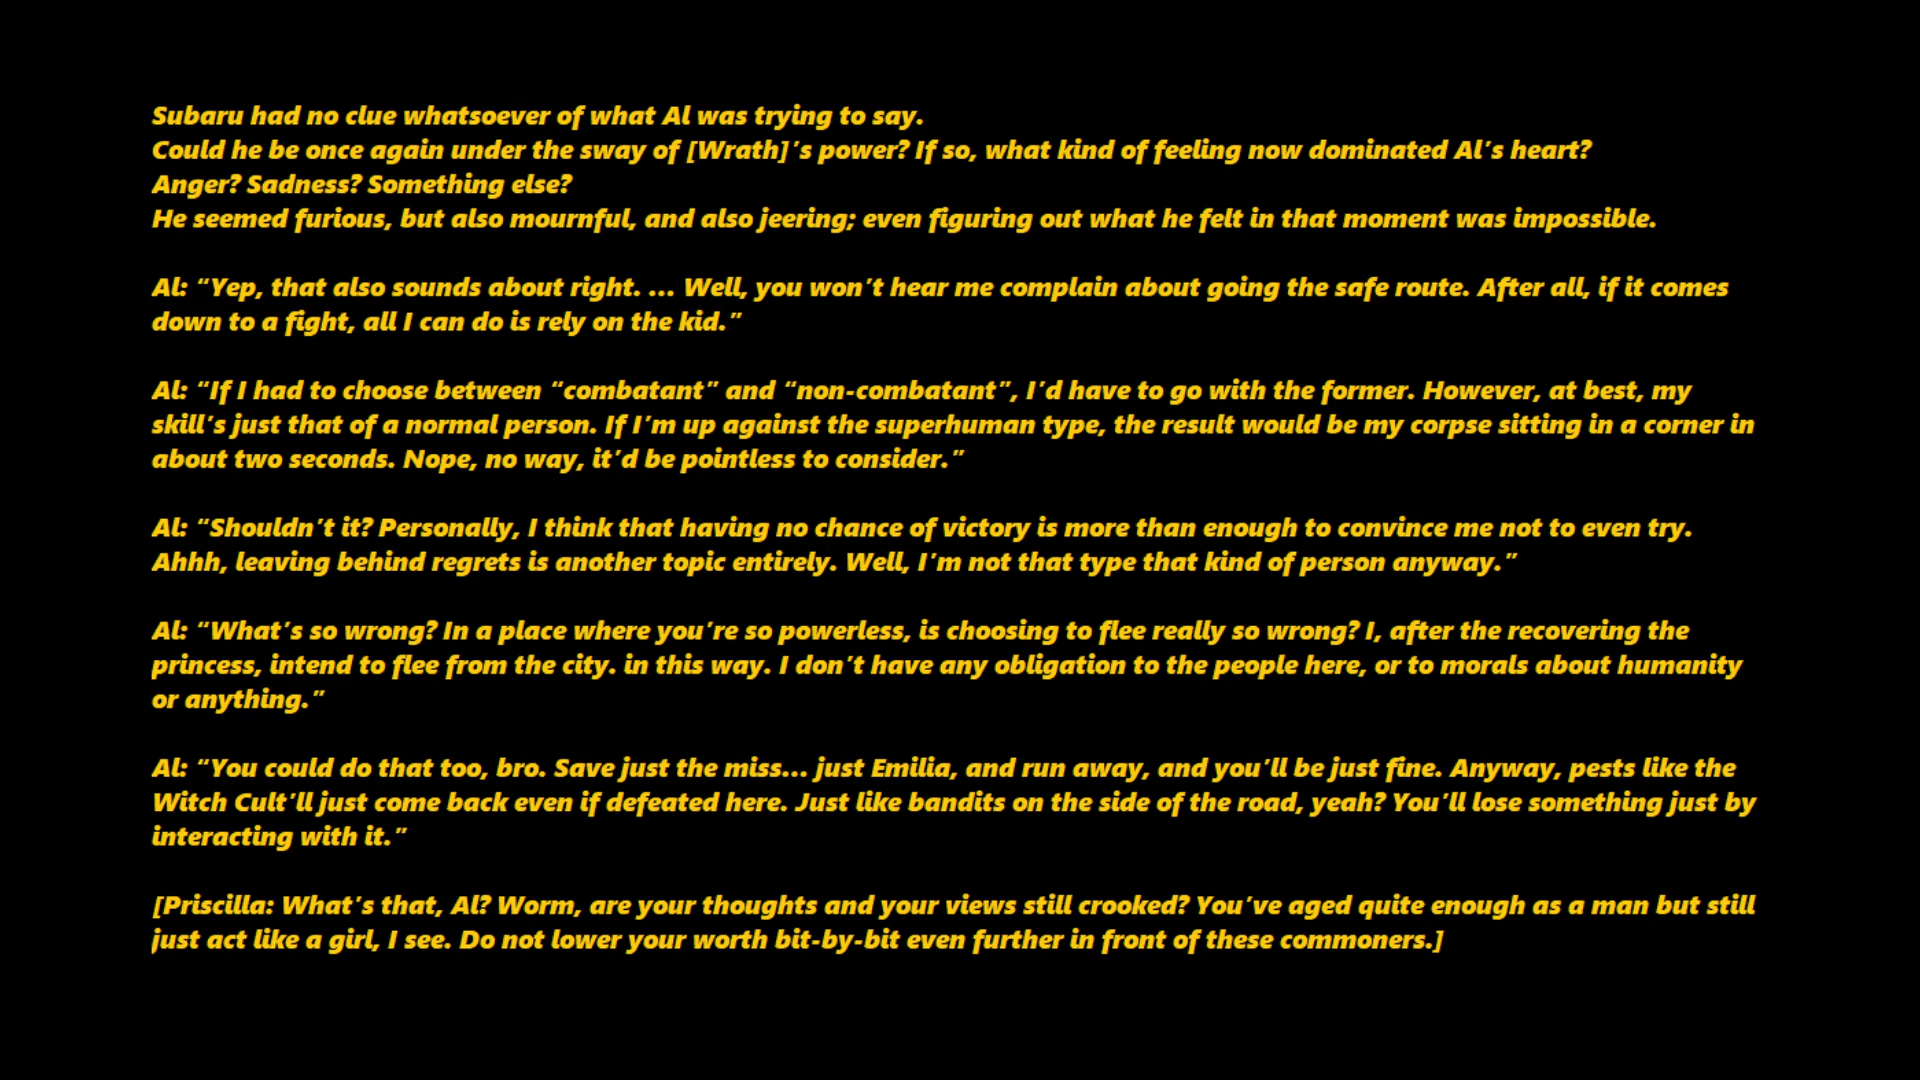 Subaru had no clue whatsoever of what Al was trying to say.
Could he be once again under the sway of [Wrath]'s power? If so, what kind of feeling now dominated Al's heart?
Anger? Sadness? Something else?
He seemed furious, but also mournful, and also jeering; even figuring out what he felt in that moment was impossible.
Al: “Yep, that also sounds about right. ... Well, you won't hear me complain about going the safe route. After all, if it comes
down to a fight, all I can do is rely on the kid.”
Al: “If I had to choose between “combatant” and “non-combatant”, I'd have to go with the former. However, at best, my
skill's just that of a normal person. If I'm up against the superhuman type, the result would be my corpse sitting in a corner in
about two seconds. Nope, no way, it'd be pointless to consider.”
Al: “Shouldn't it? Personally, I think that having no chance of victory is more than enough to convince me not to even try.
Ahhh, leaving behind regrets is another topic entirely. Well, I'm not that type that kind of person anyway.”
Al: “What's so wrong? In a place where you're so powerless, is choosing to flee really so wrong? I, after the recovering the
princess, intend to flee from the city. in this way. I don't have any obligation to the people here, or to morals about humanity
or anything.”
Al: “You could do that too, bro. Save just the miss... just Emilia, and run away, and you'll be just fine. Anyway, pests like the
Witch Cult'll just come back even if defeated here. Just like bandits on the side of the road, yeah? You'll lose something just by
interacting with it.”
[Priscilla: What's that, Al? Worm, are your thoughts and your views still crooked? You've aged quite enough as a man but still
just act like a girl, I see. Do not lower your worth bit-by-bit even further in front of these commoners.]